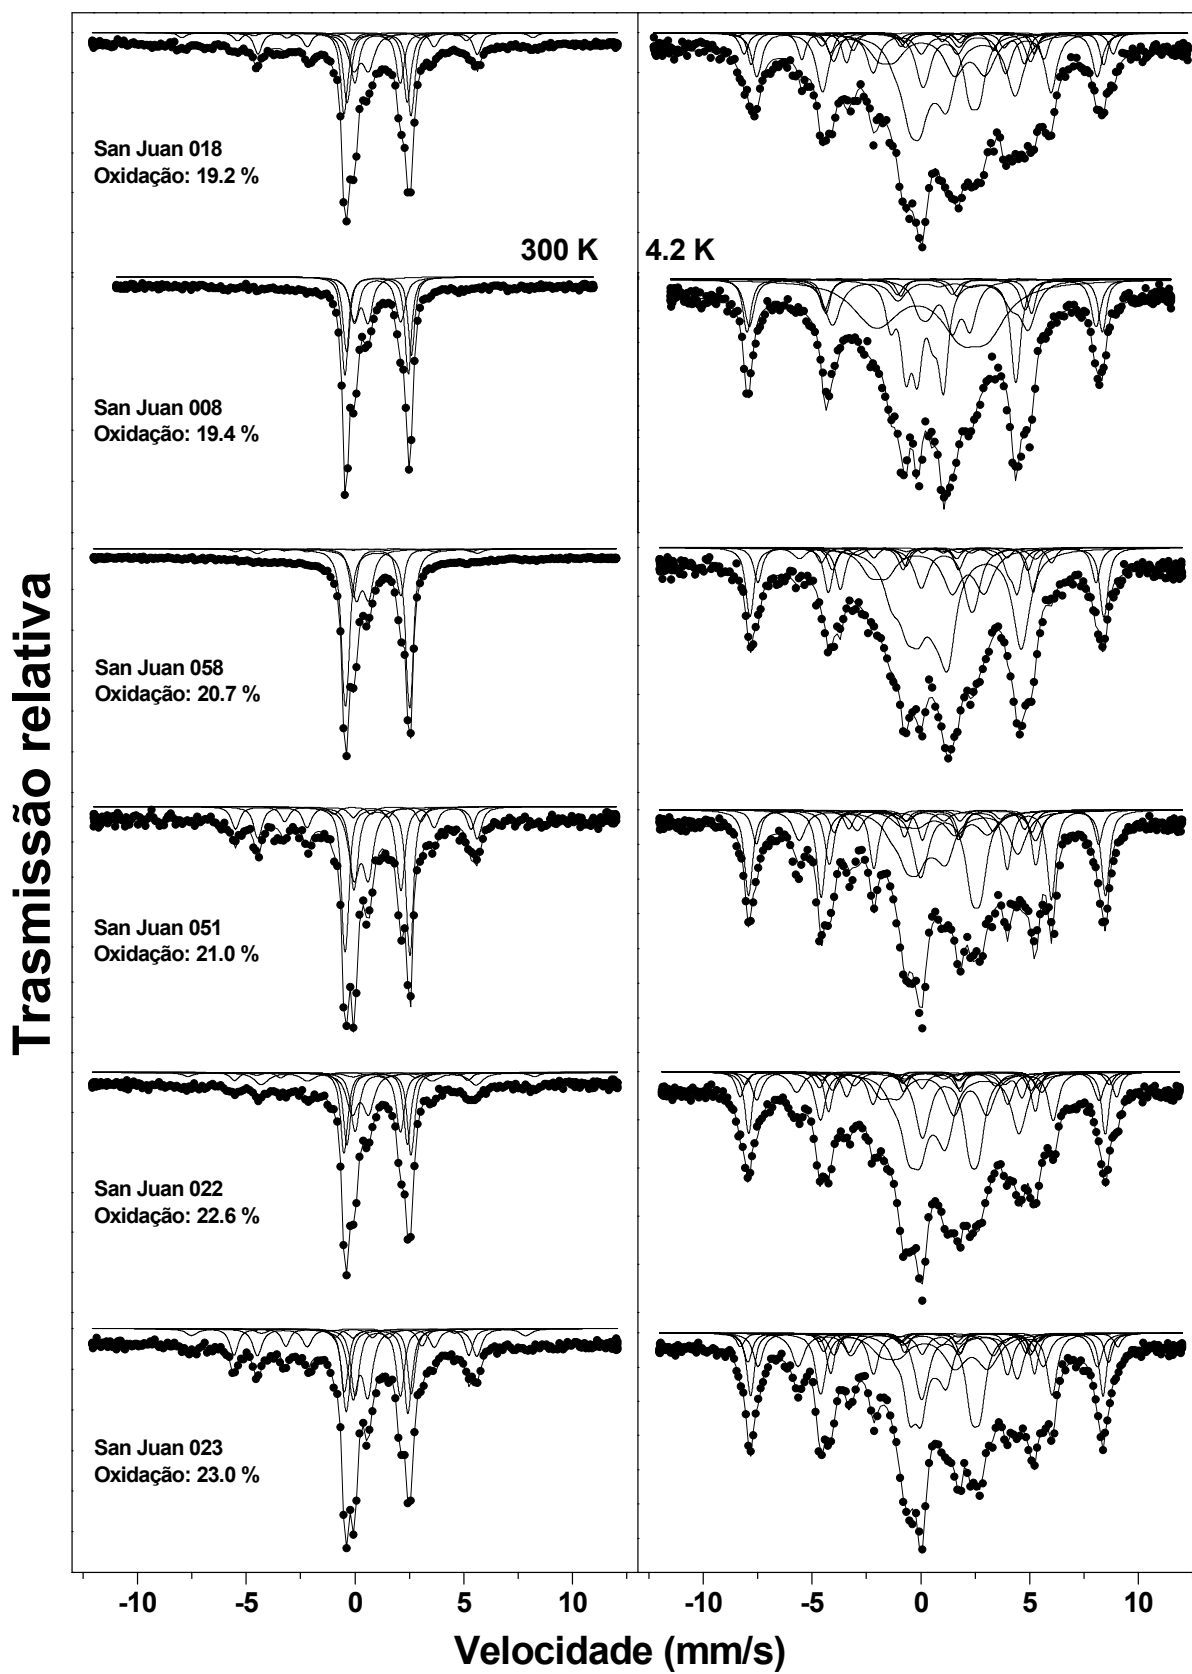 Trasmissão relativa
San Juan 018
Oxidação: 19.2 %
300 K
4.2 K
San Juan 008
Oxidação: 19.4 %
San Juan 058
Oxidação: 20.7 %
San Juan 051
Oxidação: 21.0 %
San Juan 022
Oxidação: 22.6 %
San Juan 023
Oxidação: 23.0 %
-10 -5 0 5 10 -10 -5 0 5 10
Velocidade (mm/s)